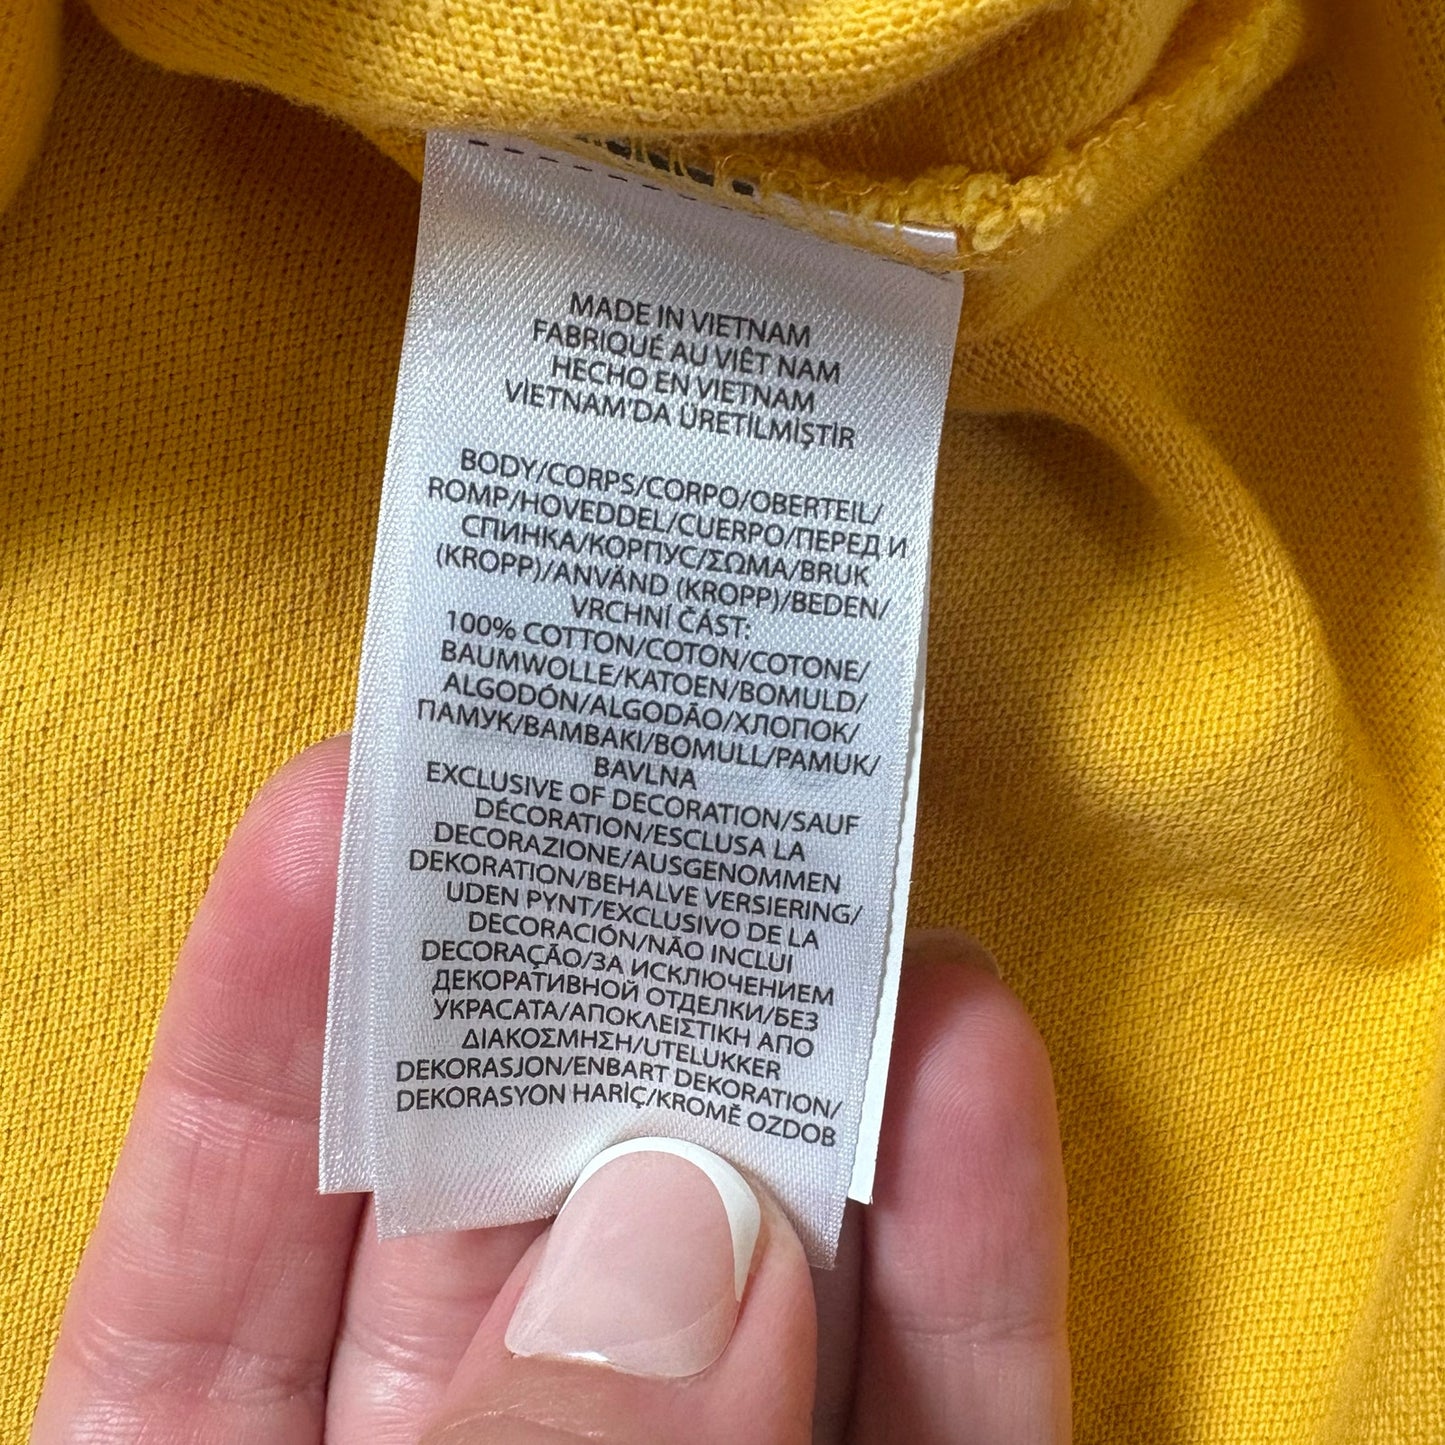 MADE IN VIETNAM
FABRIQUÉ AU VIÊT NAM
HECHO EN VIETNAM
VİETNAM'DA ÜRETİLMİŞTİR
BODY/CORPS/CORPO/OBERTEIL/
ROMP/HOVEDDEL/CUERPO/ПЕРЕД И
СПИНКА/КОРПУС/ΣΩΜΑ/BRUK
(KROPP)/ANVÄND (KROPP)/BEDEN/
VRCHNÍ ČÁST:
100% COTTON/COTON/COTONE/
BAUMWOLLE/KATOEN/BOMULD/
ALGODÓN/ALGODÃO/ХЛОПОК/
ПАМУК/ΒΑΜΒΑΚΙ/BOMULL/PAMUK/
BAVLNA
EXCLUSIVE OF DECORATION/SAUF
DÉCORATION/ESCLUSA LA
DECORAZIONE/AUSGENOMMEN
DEKORATION/BEHALVE VERSIERING/
UDEN PYNT/EXCLUSIVO DE LA
DECORACIÓN/NÃO INCLUI
DECORAÇÃO/ЗА ИСКЛЮЧЕНИЕМ
ДЕКОРАТИВНОЙ ОТДЕЛКИ/БЕЗ
УКРАСАТА/ΑΠΟΚΛΕΙΣΤΙΚΗ ΑΠΟ
ΔΙΑΚΟΣΜΗΣΗ/UTELUKKER
DEKORASJON/ENBART DEKORATION/
DEKORASYON HARİÇ/KROMĚ OZDOB